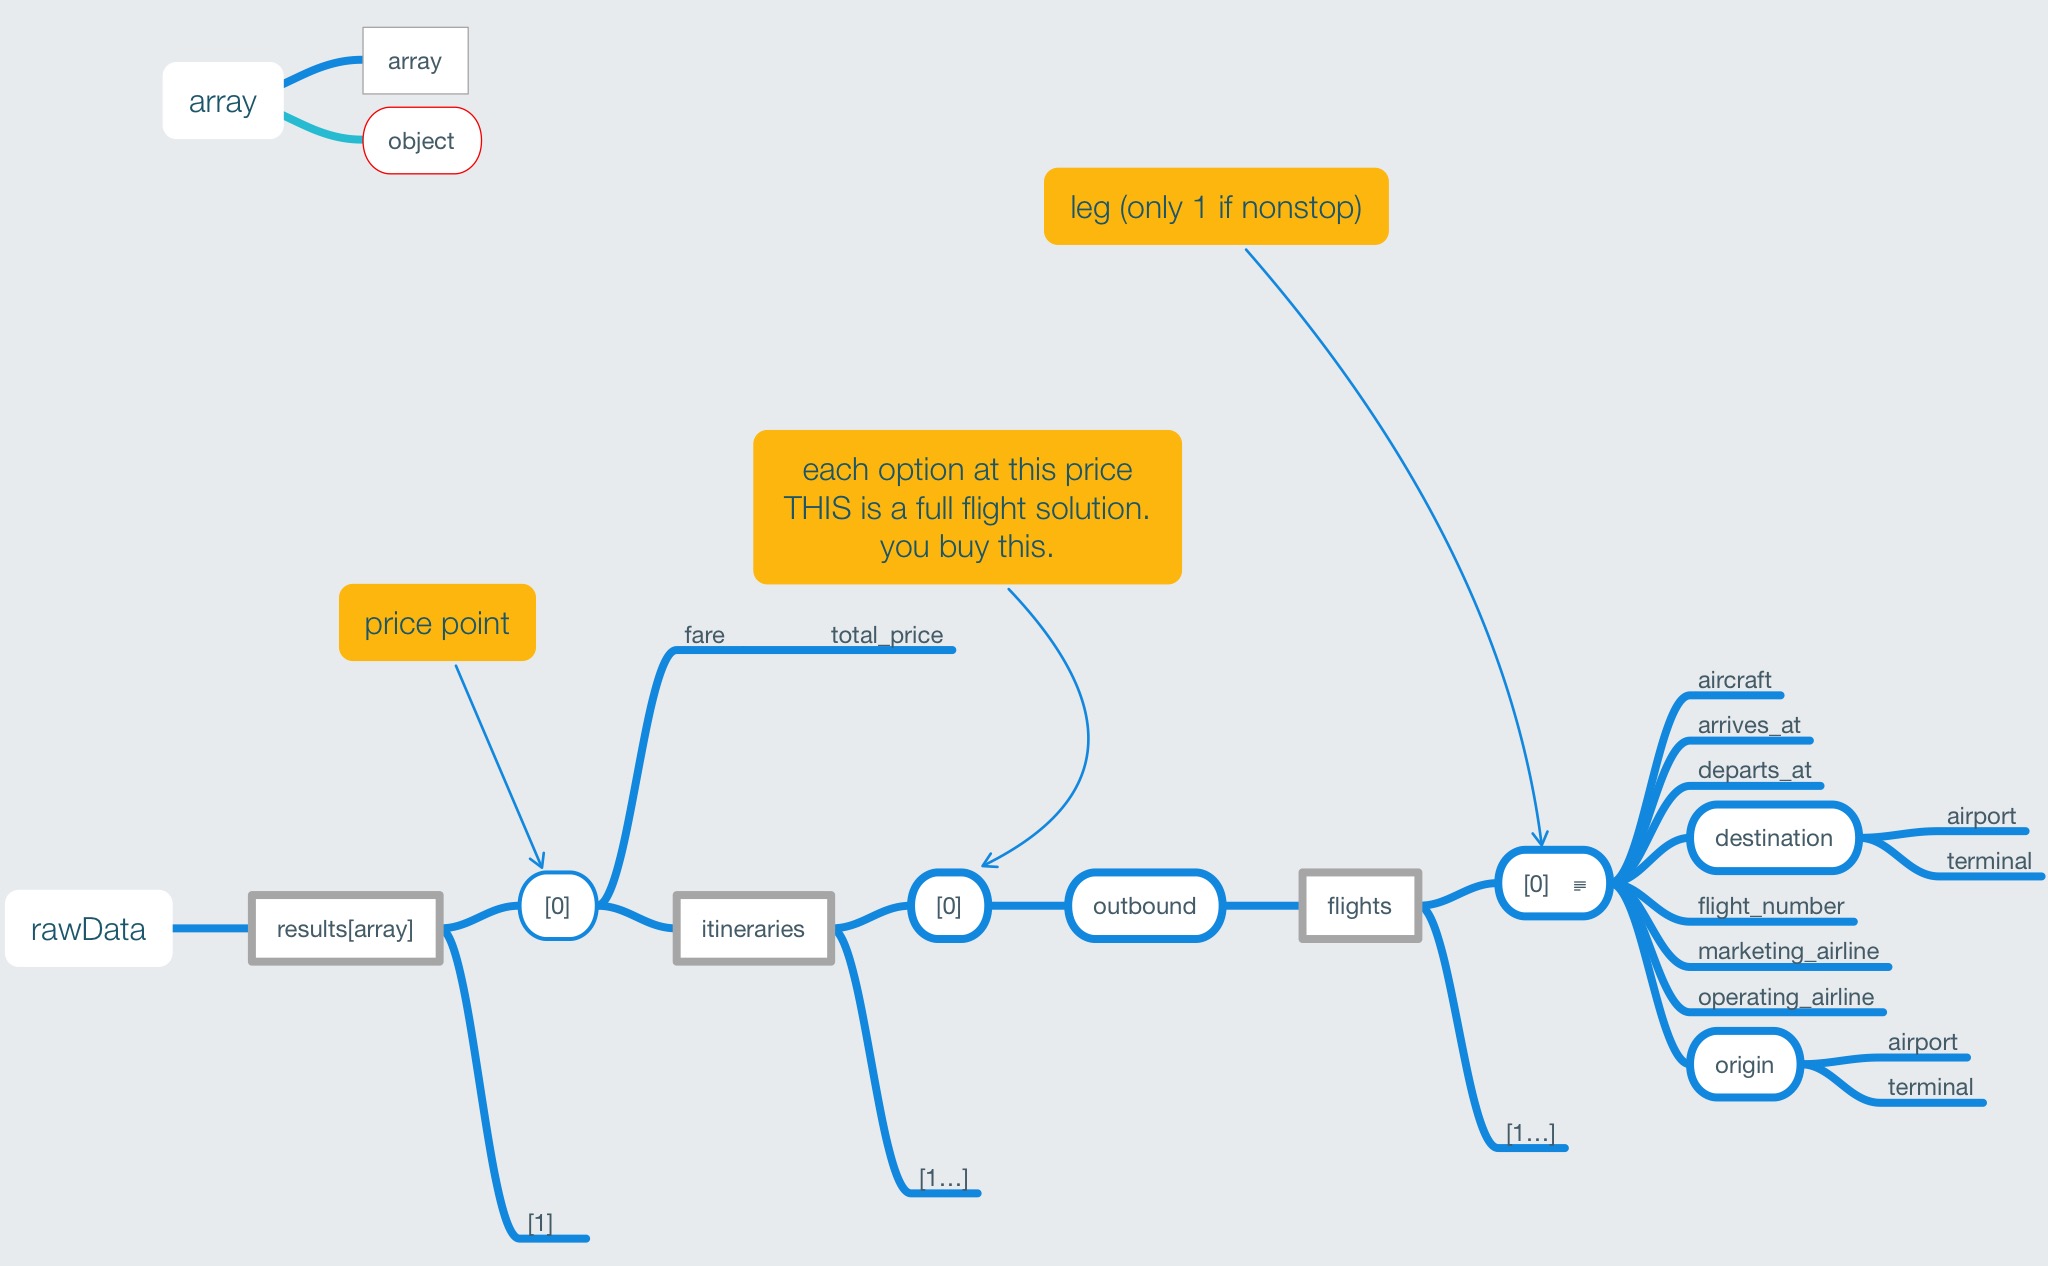 array
array
object
leg (only 1 if nonstop)
each option at this price
THIS is a full flight solution.
you buy this.
price point
fare
total_price
rawData
results[array]
[0]
itineraries
[0]
outbound
flights
[0]
aircraft
arrives_at
departs_at
destination
airport
terminal
flight_number
marketing_airline
operating_airline
origin
airport
terminal
[1...]
[1...]
[1]